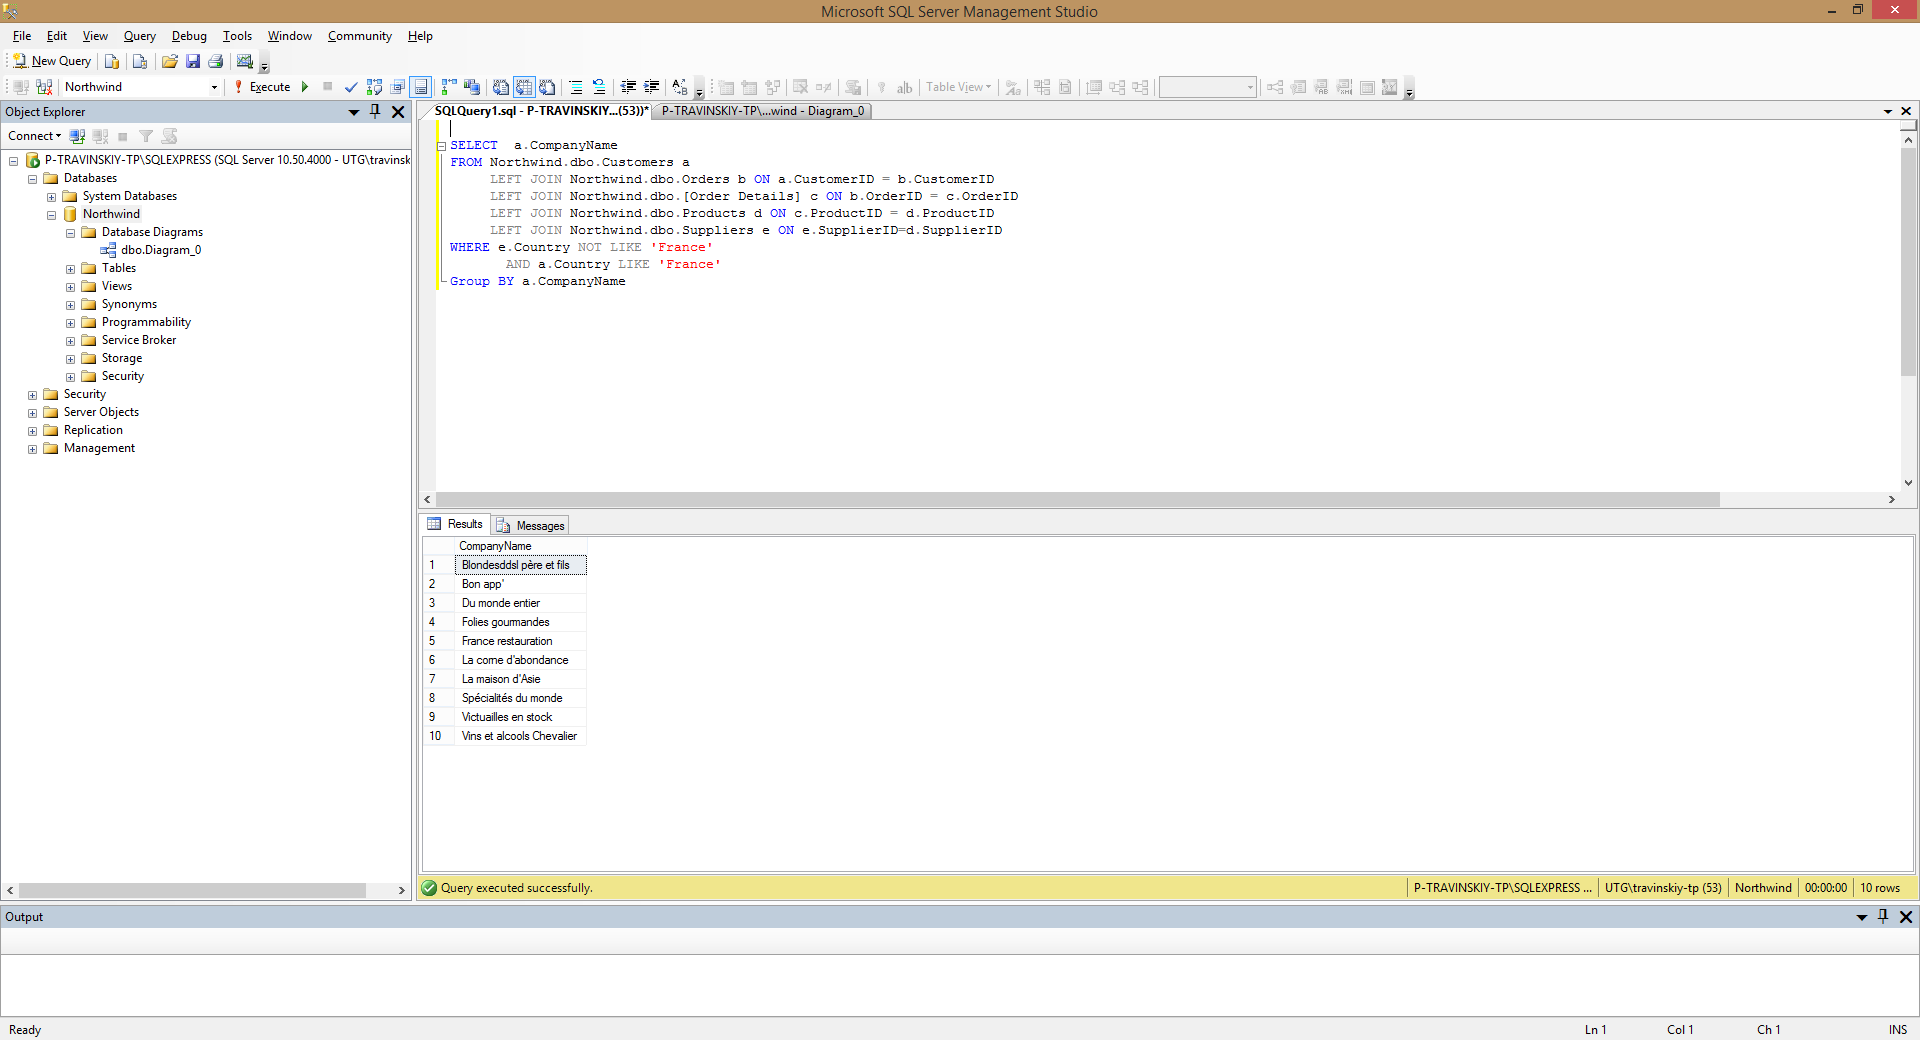 Microsoft SQL Server Management Studio
File Edit View Query Debug Tools Window Community Help
New Query
Northwind Execute Table View
Object Explorer
Connect
P-TRAVINSKIY-TP\SQLEXPRESS (SQL Server 10.50.4000 - UTG\travinsk
Databases
System Databases
Northwind
Database Diagrams
dbo.Diagram_0
Tables
Views
Synonyms
Programmability
Service Broker
Storage
Security
Security
Server Objects
Replication
Management
SQLQuery1.sql - P-TRAVINSKIY...(53))* P-TRAVINSKIY-TP\...wind - Diagram_0
SELECT  a.CompanyName
FROM Northwind.dbo.Customers a
LEFT JOIN Northwind.dbo.Orders b ON a.CustomerID = b.CustomerID
LEFT JOIN Northwind.dbo.[Order Details] c ON b.OrderID = c.OrderID
LEFT JOIN Northwind.dbo.Products d ON c.ProductID = d.ProductID
LEFT JOIN Northwind.dbo.Suppliers e ON e.SupplierID=d.SupplierID
WHERE e.Country NOT LIKE 'France'
AND a.Country LIKE 'France'
Group BY a.CompanyName
Results Messages
CompanyName
1 Blondesddsl père et fils
2 Bon app'
3 Du monde entier
4 Folies gourmandes
5 France restauration
6 La corne d'abondance
7 La maison d'Asie
8 Spécialités du monde
9 Victuailles en stock
10 Vins et alcools Chevalier
Query executed successfully. P-TRAVINSKIY-TP\SQLEXPRESS ... UTG\travinskiy-tp (53) Northwind 00:00:00 10 rows
Output
Ready Ln 1 Col 1 Ch 1 INS